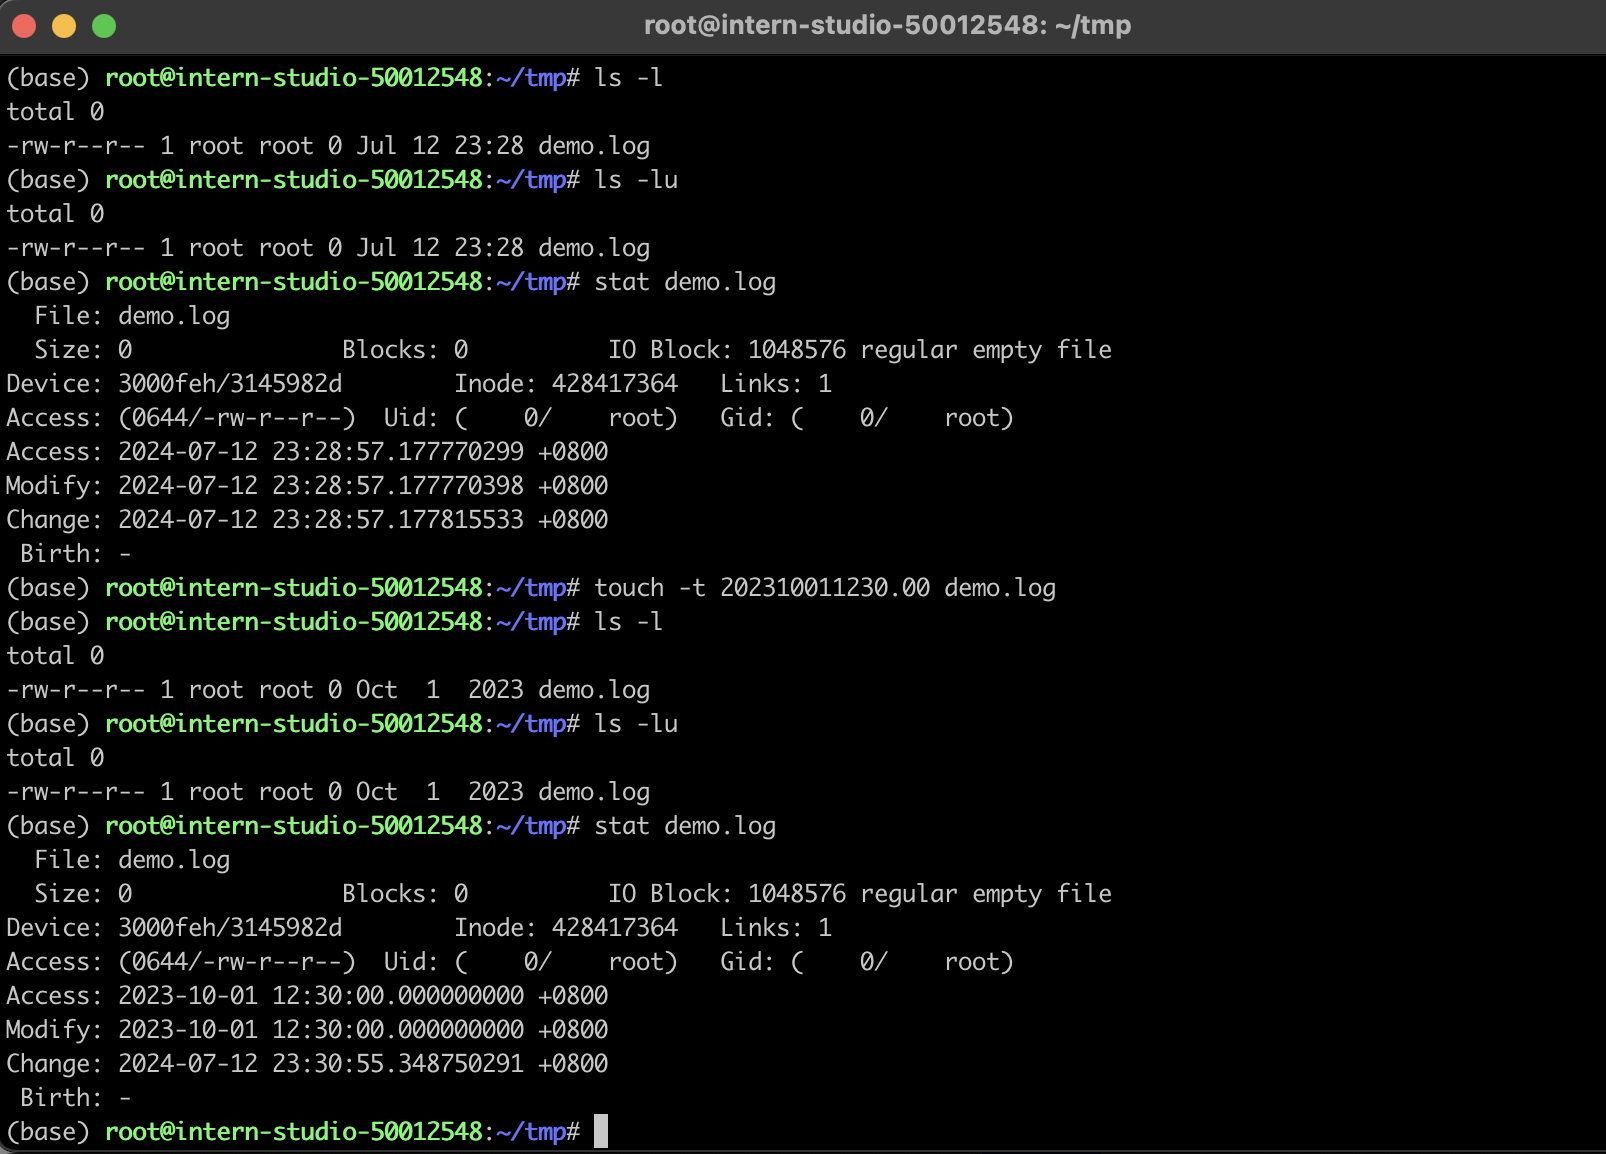 root@intern-studio-50012548: ~/tmp
(base) root@intern-studio-50012548:~/tmp# ls -l
total 0
-rw-r--r-- 1 root root 0 Jul 12 23:28 demo.log
(base) root@intern-studio-50012548:~/tmp# ls -lu
total 0
-rw-r--r-- 1 root root 0 Jul 12 23:28 demo.log
(base) root@intern-studio-50012548:~/tmp# stat demo.log
  File: demo.log
  Size: 0               Blocks: 0          IO Block: 1048576 regular empty file
Device: 3000feh/3145982d        Inode: 428417364   Links: 1
Access: (0644/-rw-r--r--)  Uid: (    0/    root)   Gid: (    0/    root)
Access: 2024-07-12 23:28:57.177770299 +0800
Modify: 2024-07-12 23:28:57.177770398 +0800
Change: 2024-07-12 23:28:57.177815533 +0800
 Birth: -
(base) root@intern-studio-50012548:~/tmp# touch -t 202310011230.00 demo.log
(base) root@intern-studio-50012548:~/tmp# ls -l
total 0
-rw-r--r-- 1 root root 0 Oct  1  2023 demo.log
(base) root@intern-studio-50012548:~/tmp# ls -lu
total 0
-rw-r--r-- 1 root root 0 Oct  1  2023 demo.log
(base) root@intern-studio-50012548:~/tmp# stat demo.log
  File: demo.log
  Size: 0               Blocks: 0          IO Block: 1048576 regular empty file
Device: 3000feh/3145982d        Inode: 428417364   Links: 1
Access: (0644/-rw-r--r--)  Uid: (    0/    root)   Gid: (    0/    root)
Access: 2023-10-01 12:30:00.000000000 +0800
Modify: 2023-10-01 12:30:00.000000000 +0800
Change: 2024-07-12 23:30:55.348750291 +0800
 Birth: -
(base) root@intern-studio-50012548:~/tmp#